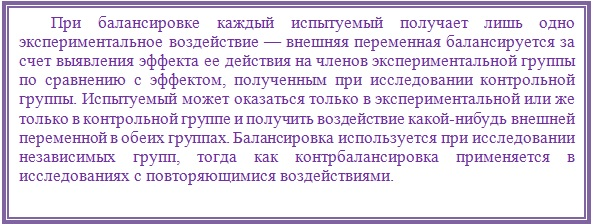 При балансировке каждый испытуемый получает лишь одно
экспериментальное воздействие — внешняя переменная балансируется за
счет выявления эффекта ее действия на членов экспериментальной группы
по сравнению с эффектом, полученным при исследовании контрольной
группы. Испытуемый может оказаться только в экспериментальной или же
только в контрольной группе и получить воздействие какой-нибудь внешней
переменной в обеих группах. Балансировка используется при исследовании
независимых групп, тогда как контрбалансировка применяется в
исследованиях с повторяющимися воздействиями.